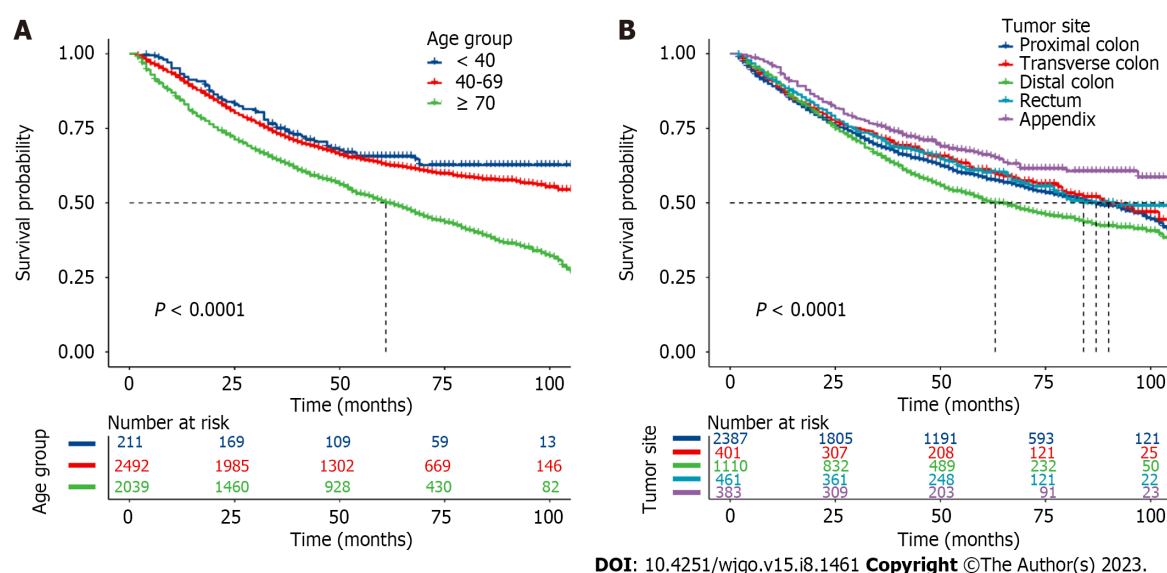 A
Age group
< 40
40-69
≥ 70
Survival probability
1.00
0.75
0.50
0.25
0.00
P < 0.0001
0 25 50 75 100
Time (months)
Number at risk
Age group
211 169 109 59 13
2492 1985 1302 669 146
2039 1460 928 430 82
0 25 50 75 100
Time (months)
B
Tumor site
Proximal colon
Transverse colon
Distal colon
Rectum
Appendix
Survival probability
1.00
0.75
0.50
0.25
0.00
P < 0.0001
0 25 50 75 100
Time (months)
Number at risk
Tumor site
2387 1805 1191 593 121
401 307 208 121 25
1110 832 489 232 50
461 361 248 121 22
383 309 203 91 23
0 25 50 75 100
Time (months)
DOI: 10.4251/wjgo.v15.i8.1461 Copyright ©The Author(s) 2023.